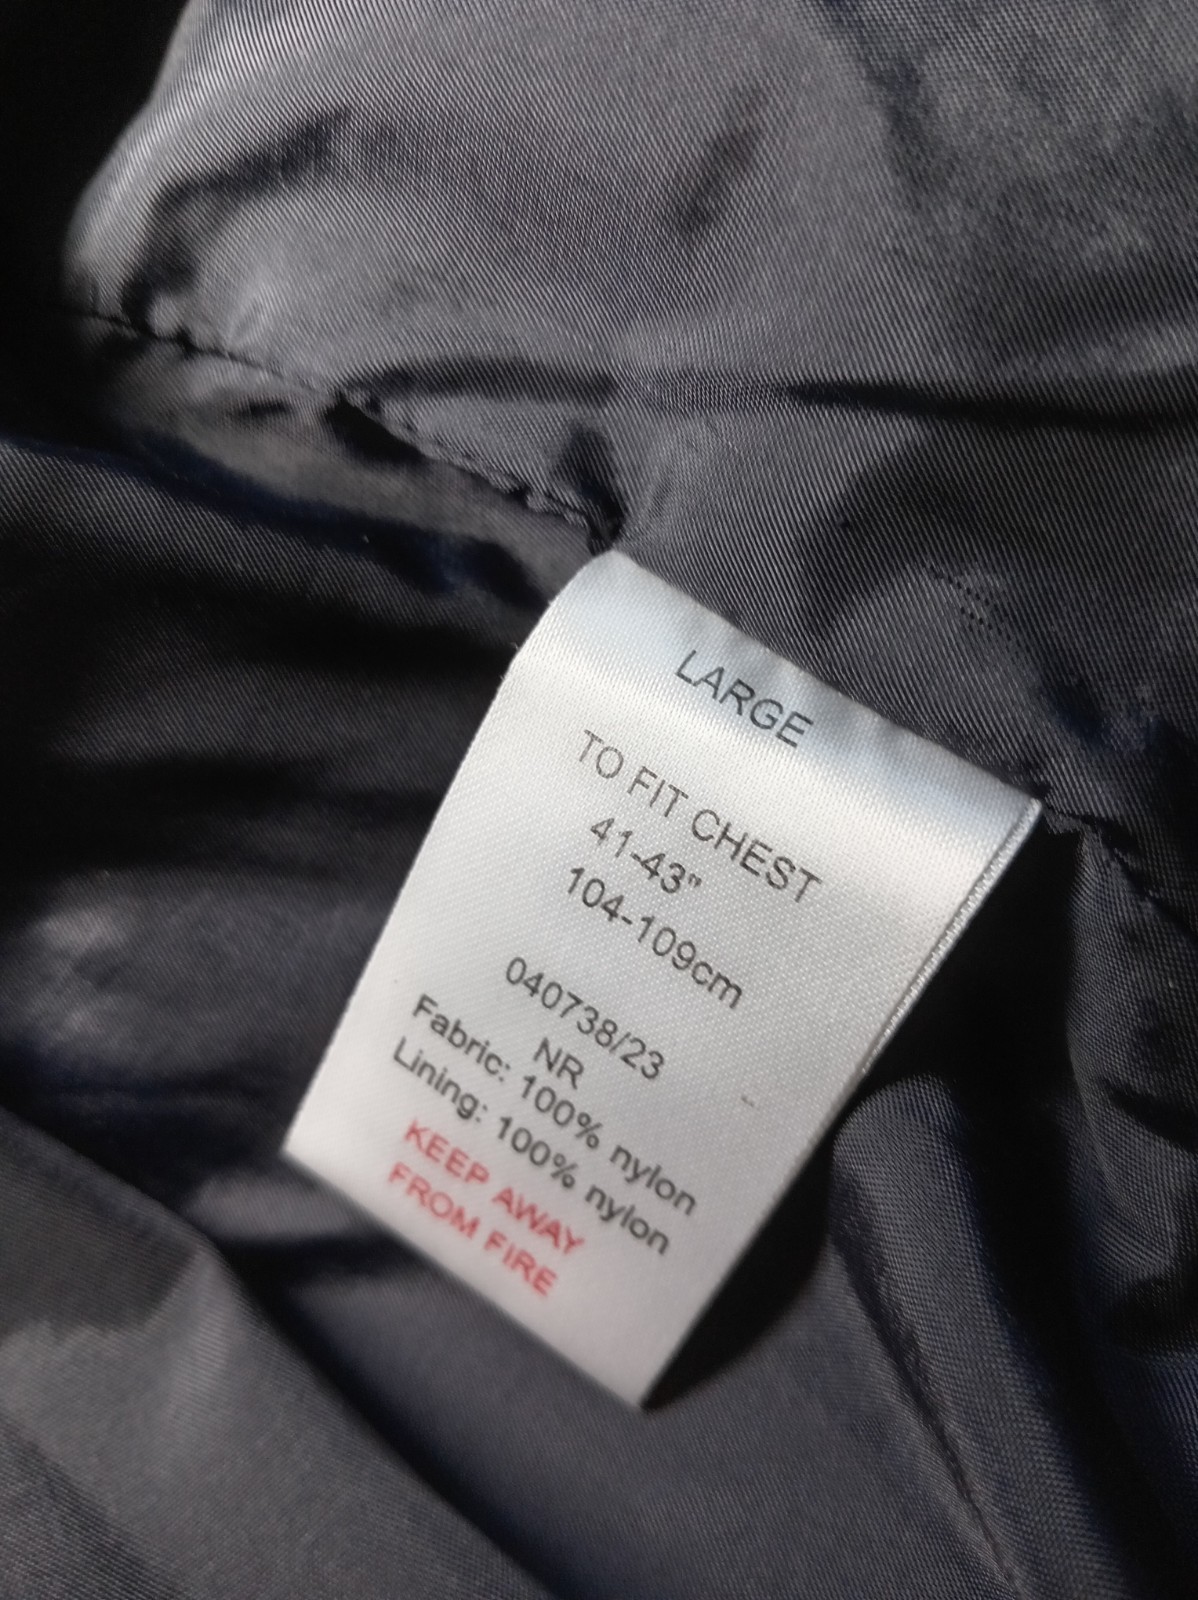 LARGE
TO FIT CHEST
41-43"
104-109cm
040738/23
NR
Fabric: 100% nylon
Lining: 100% nylon
KEEP AWAY
FROM FIRE